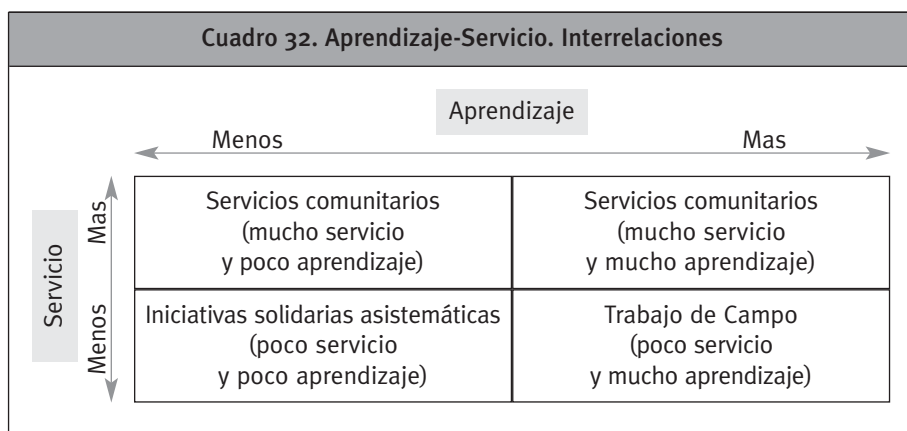 Cuadro 32. Aprendizaje-Servicio. Interrelaciones
Aprendizaje
Menos Mas
Servicio
Mas
Menos
Servicios comunitarios
(mucho servicio
y poco aprendizaje)
Servicios comunitarios
(mucho servicio
y mucho aprendizaje)
Iniciativas solidarias asistemáticas
(poco servicio
y poco aprendizaje)
Trabajo de Campo
(poco servicio
y mucho aprendizaje)